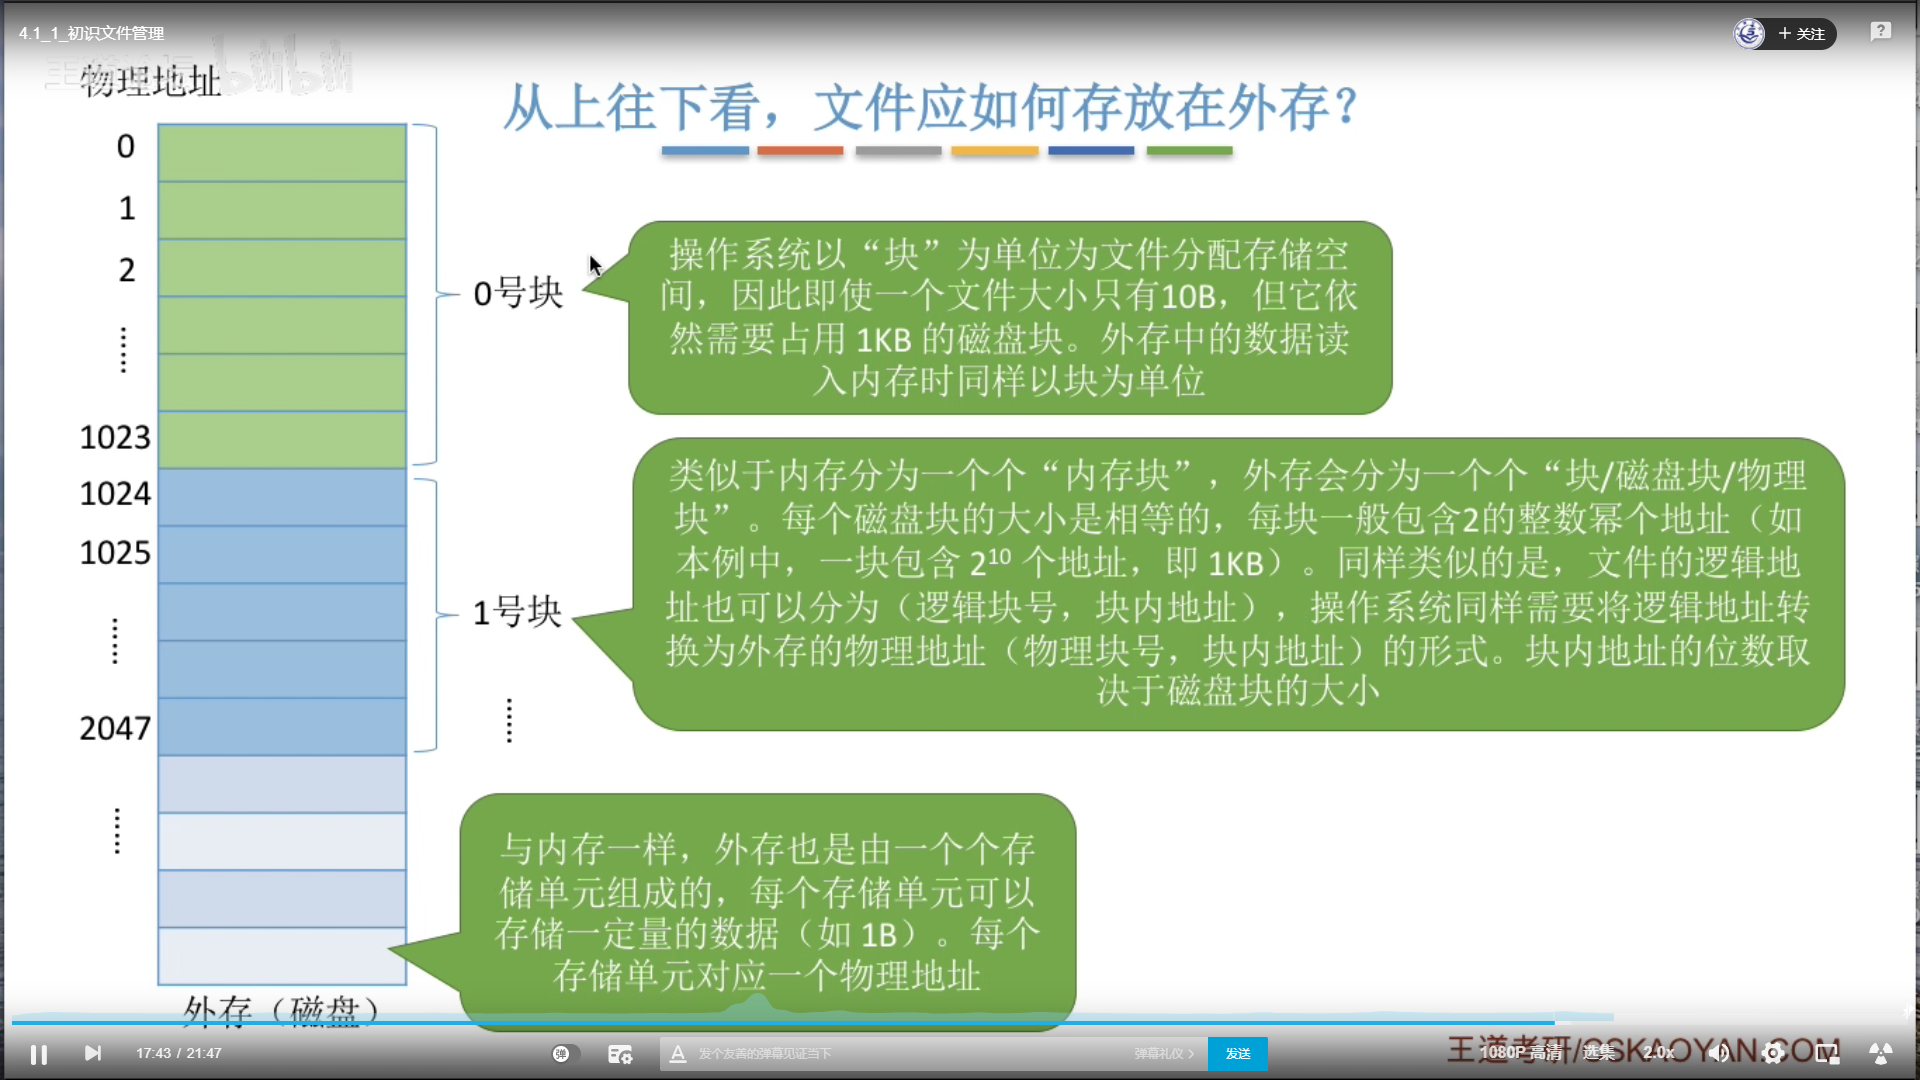 4.1_1_初识文件管理
+ 关注
?
物理地址
bilibili
从上往下看，文件应如何存放在外存？
0
1
2
1023
1024
1025
2047
0号块
1号块
操作系统以“块”为单位为文件分配存储空
间，因此即使一个文件大小只有10B，但它依
然需要占用 1KB 的磁盘块。外存中的数据读
入内存时同样以块为单位
类似于内存分为一个个“内存块”，外存会分为一个个“块/磁盘块/物理
块”。每个磁盘块的大小是相等的，每块一般包含2的整数幂个地址（如
本例中，一块包含 2¹⁰ 个地址，即 1KB）。同样类似的是，文件的逻辑地
址也可以分为（逻辑块号，块内地址），操作系统同样需要将逻辑地址转
换为外存的物理地址（物理块号，块内地址）的形式。块内地址的位数取
决于磁盘块的大小
与内存一样，外存也是由一个个存
储单元组成的，每个存储单元可以
存储一定量的数据（如 1B）。每个
存储单元对应一个物理地址
外存（磁盘）
王道考研/CSKAOYAN.COM
17:43 / 21:47
弹
A 发个友善的弹幕见证当下
弹幕礼仪 >
发送
1080P 高清
选集
2.0x